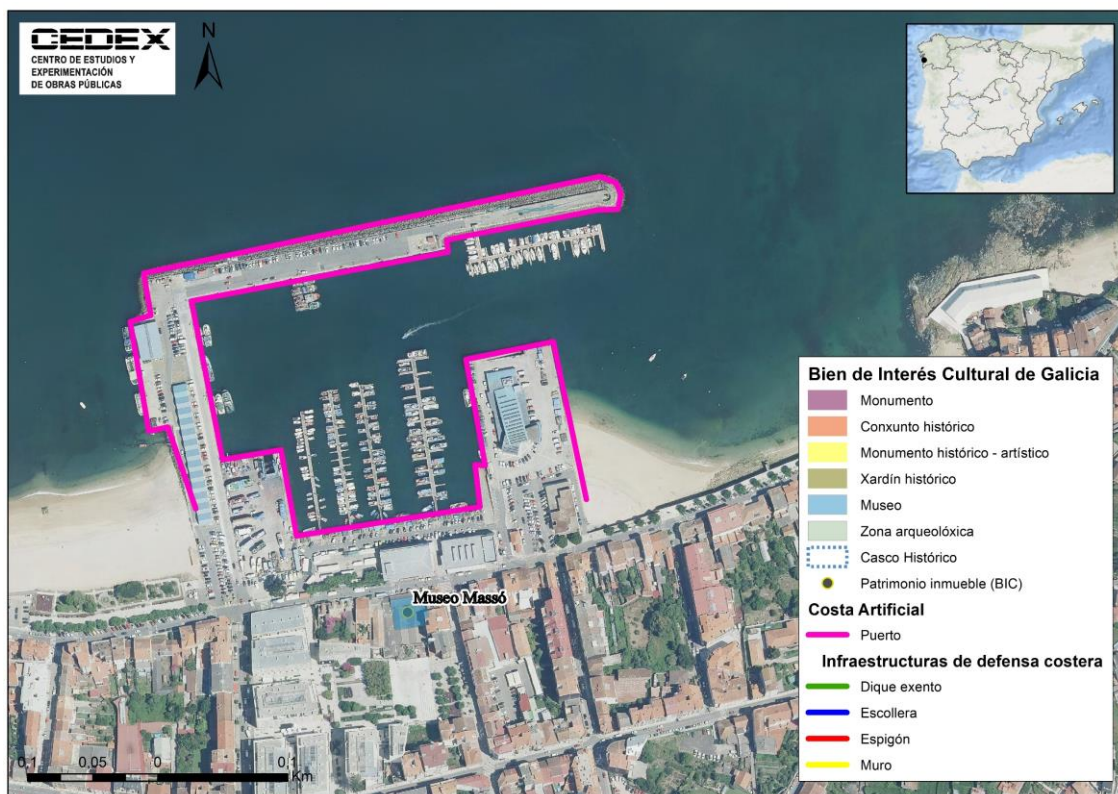 CEDEX
CENTRO DE ESTUDIOS Y
EXPERIMENTACIÓN
DE OBRAS PÚBLICAS
N
Museo Massó
Bien de Interés Cultural de Galicia
Monumento
Conxunto histórico
Monumento histórico - artístico
Xardín histórico
Museo
Zona arqueolóxica
Casco Histórico
Patrimonio inmueble (BIC)
Costa Artificial
Puerto
Infraestructuras de defensa costera
Dique exento
Escollera
Espigón
Muro
0,1 0,05 0 0,1
Km